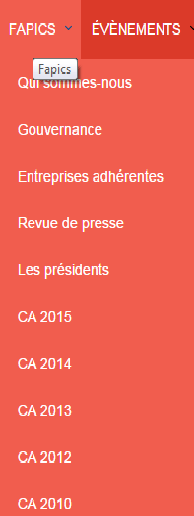 FAPICS ÉVÈNEMENTS
Fapics
Qui sommes-nous
Gouvernance
Entreprises adhérentes
Revue de presse
Les présidents
CA 2015
CA 2014
CA 2013
CA 2012
CA 2010